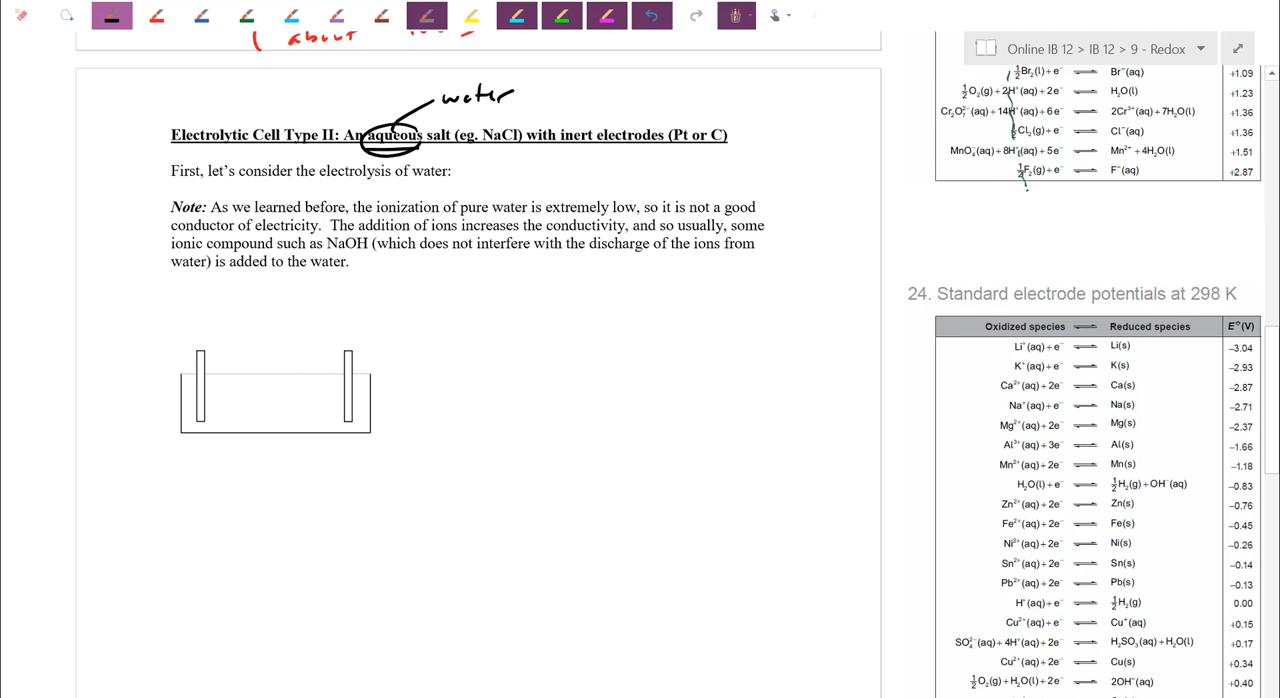 about
Online IB 12 > IB 12 > 9 - Redox
water
Electrolytic Cell Type II: An aqueous salt (eg. NaCl) with inert electrodes (Pt or C)
First, let’s consider the electrolysis of water:
Note: As we learned before, the ionization of pure water is extremely low, so it is not a good
conductor of electricity. The addition of ions increases the conductivity, and so usually, some
ionic compound such as NaOH (which does not interfere with the discharge of the ions from
water) is added to the water.
½Br₂(l) + e⁻ ⇌ Br⁻(aq) +1.09
½O₂(g) + 2H⁺(aq) + 2e⁻ ⇌ H₂O(l) +1.23
Cr₂O₇²⁻(aq) + 14H⁺(aq) + 6e⁻ ⇌ 2Cr³⁺(aq) + 7H₂O(l) +1.36
½Cl₂(g) + e⁻ ⇌ Cl⁻(aq) +1.36
MnO₄⁻(aq) + 8H⁺(aq) + 5e⁻ ⇌ Mn²⁺ + 4H₂O(l) +1.51
½F₂(g) + e⁻ ⇌ F⁻(aq) +2.87
24. Standard electrode potentials at 298 K
Oxidized species ⇌ Reduced species E⊖(V)
Li⁺(aq) + e⁻ ⇌ Li(s) –3.04
K⁺(aq) + e⁻ ⇌ K(s) –2.93
Ca²⁺(aq) + 2e⁻ ⇌ Ca(s) –2.87
Na⁺(aq) + e⁻ ⇌ Na(s) –2.71
Mg²⁺(aq) + 2e⁻ ⇌ Mg(s) –2.37
Al³⁺(aq) + 3e⁻ ⇌ Al(s) –1.66
Mn²⁺(aq) + 2e⁻ ⇌ Mn(s) –1.18
H₂O(l) + e⁻ ⇌ ½H₂(g) + OH⁻(aq) –0.83
Zn²⁺(aq) + 2e⁻ ⇌ Zn(s) –0.76
Fe²⁺(aq) + 2e⁻ ⇌ Fe(s) –0.45
Ni²⁺(aq) + 2e⁻ ⇌ Ni(s) –0.26
Sn²⁺(aq) + 2e⁻ ⇌ Sn(s) –0.14
Pb²⁺(aq) + 2e⁻ ⇌ Pb(s) –0.13
H⁺(aq) + e⁻ ⇌ ½H₂(g) 0.00
Cu²⁺(aq) + e⁻ ⇌ Cu⁺(aq) +0.15
SO₄²⁻(aq) + 4H⁺(aq) + 2e⁻ ⇌ H₂SO₃(aq) + H₂O(l) +0.17
Cu²⁺(aq) + 2e⁻ ⇌ Cu(s) +0.34
½O₂(g) + H₂O(l) + 2e⁻ ⇌ 2OH⁻(aq) +0.40